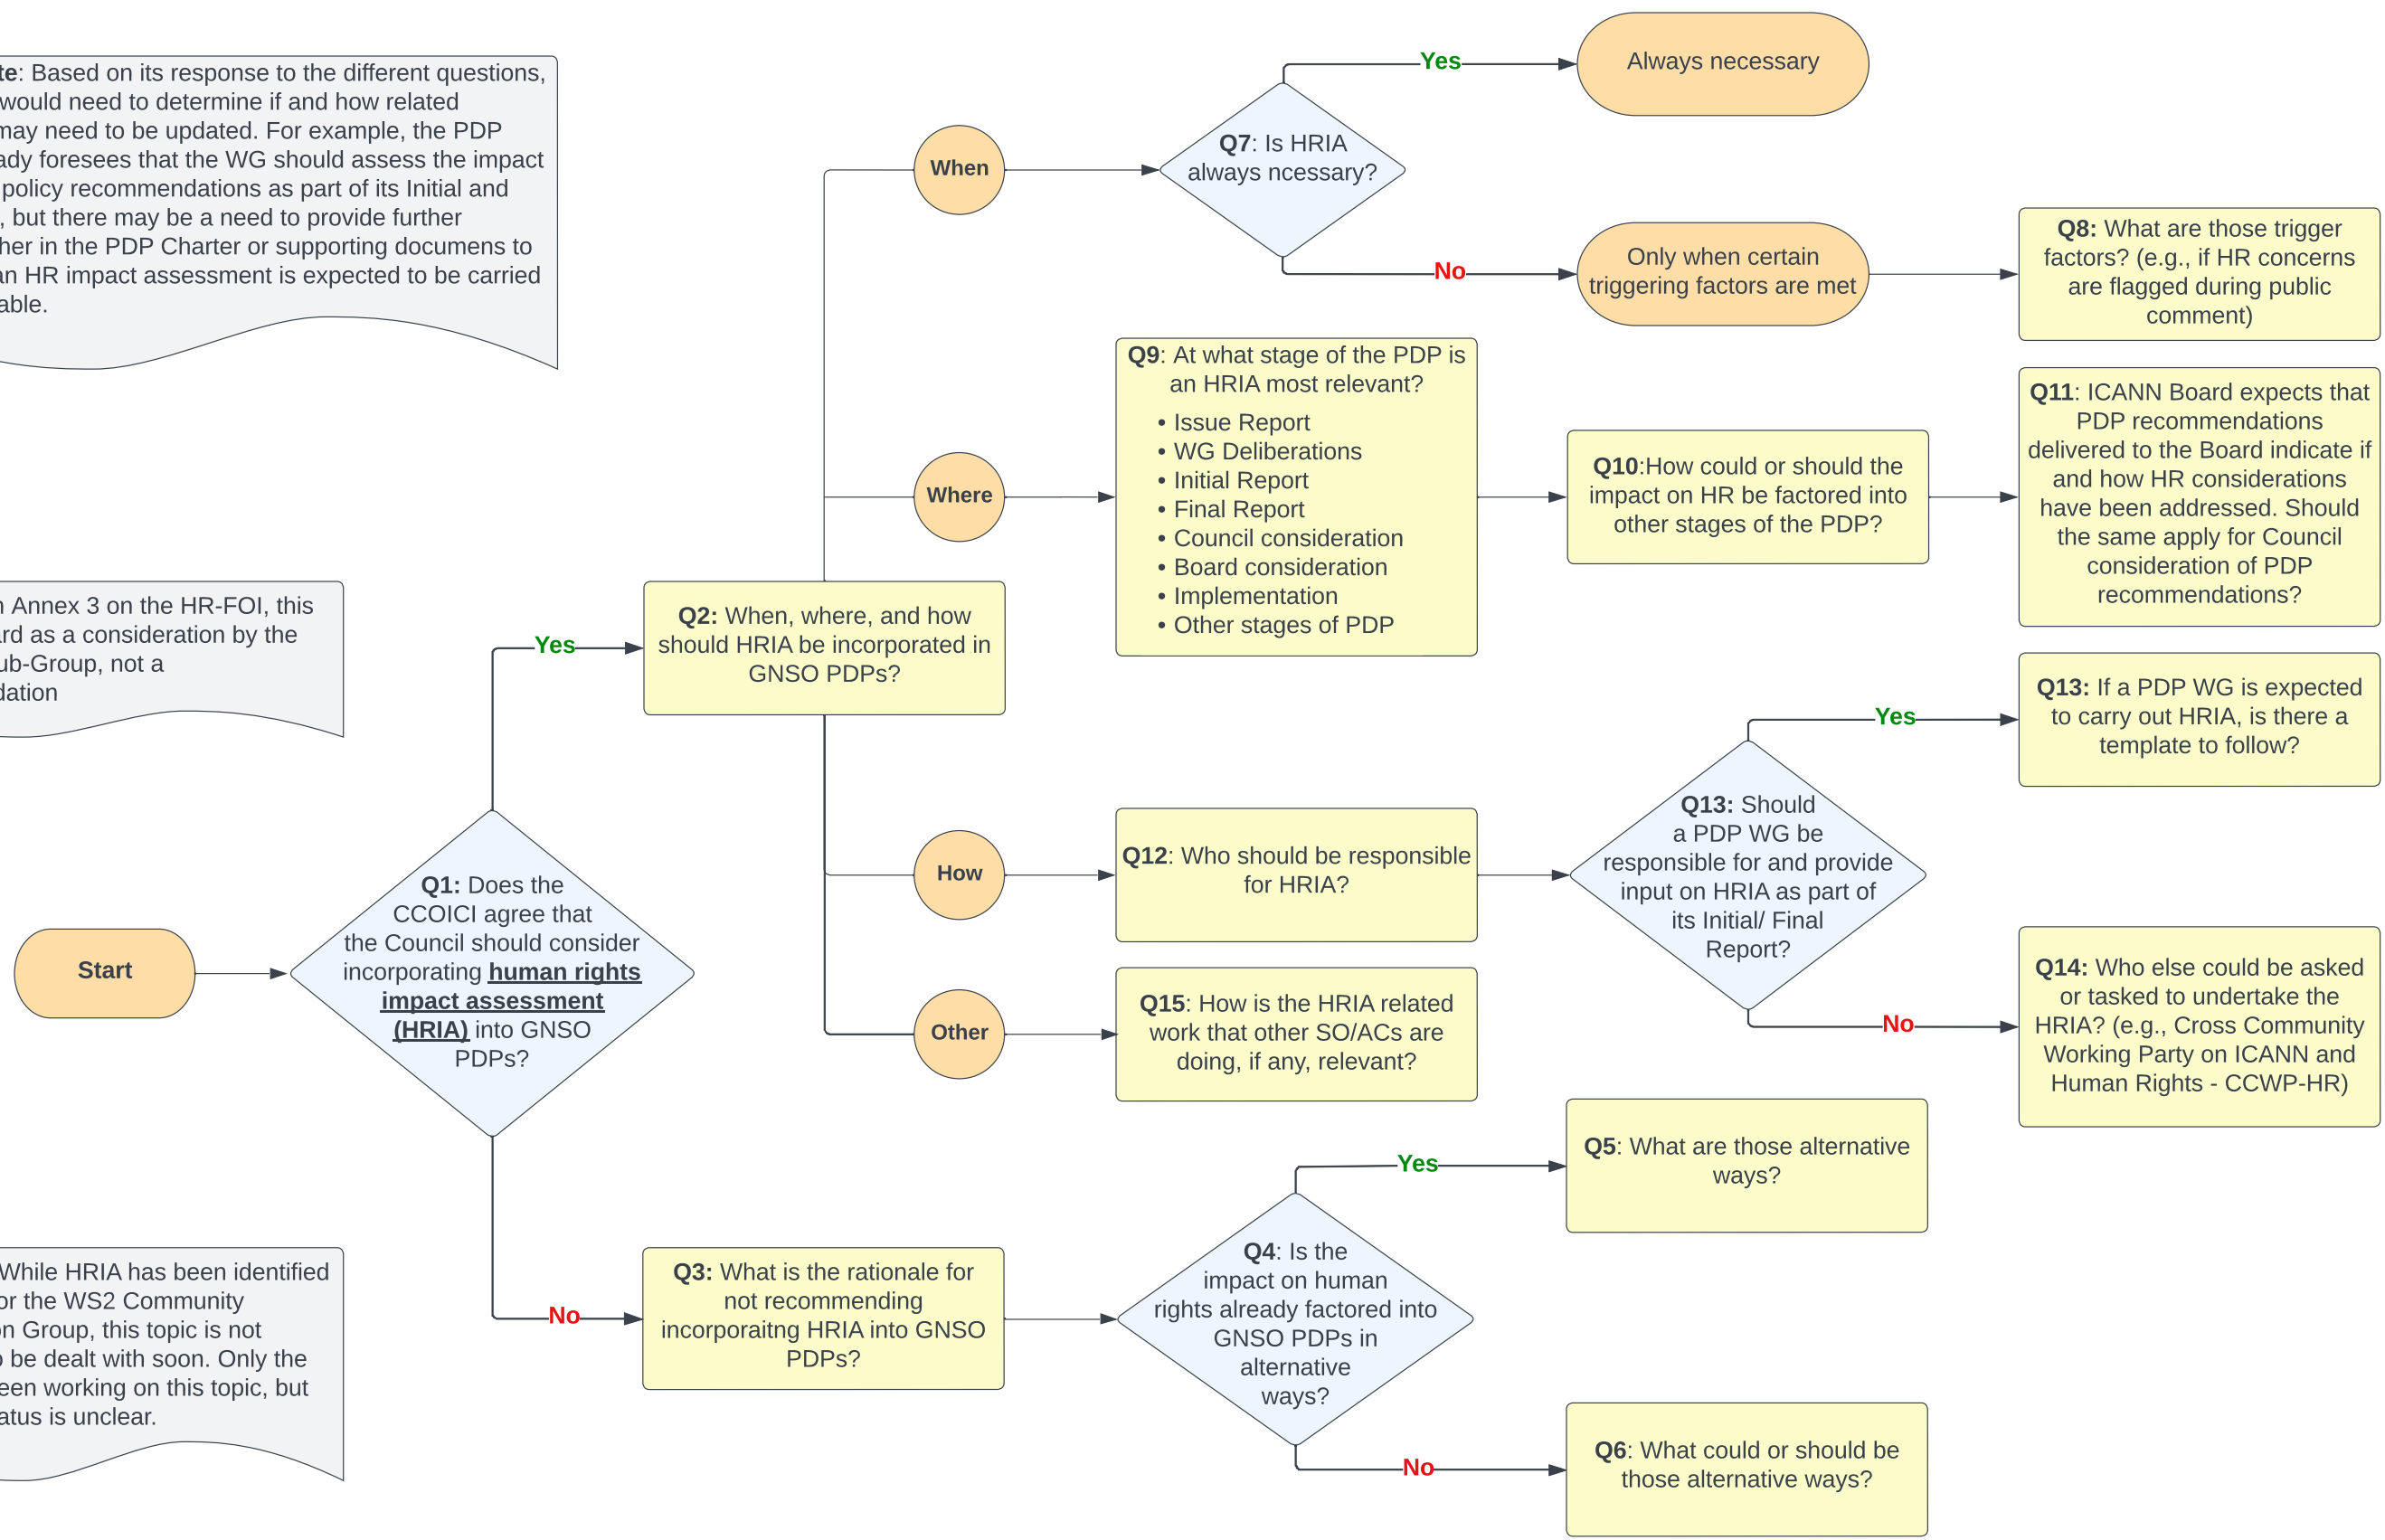 te: Based on its response to the different questions,
would need to determine if and how related
may need to be updated. For example, the PDP
ady foresees that the WG should assess the impact
policy recommendations as part of its Initial and
, but there may be a need to provide further
her in the PDP Charter or supporting documens to
an HR impact assessment is expected to be carried
able.
n Annex 3 on the HR-FOI, this
ard as a consideration by the
ub-Group, not a
dation
While HRIA has been identified
or the WS2 Community
on Group, this topic is not
o be dealt with soon. Only the
een working on this topic, but
atus is unclear.
Start
Q1: Does the
CCOICI agree that
the Council should consider
incorporating human rights
impact assessment
(HRIA) into GNSO
PDPs?
Yes
Q2: When, where, and how
should HRIA be incorporated in
GNSO PDPs?
When
Q7: Is HRIA
always ncessary?
Yes
Always necessary
No
Only when certain
triggering factors are met
Q8: What are those trigger
factors? (e.g., if HR concerns
are flagged during public
comment)
Where
Q9: At what stage of the PDP is
an HRIA most relevant?
• Issue Report
• WG Deliberations
• Initial Report
• Final Report
• Council consideration
• Board consideration
• Implementation
• Other stages of PDP
Q10:How could or should the
impact on HR be factored into
other stages of the PDP?
Q11: ICANN Board expects that
PDP recommendations
delivered to the Board indicate if
and how HR considerations
have been addressed. Should
the same apply for Council
consideration of PDP
recommendations?
How
Q12: Who should be responsible
for HRIA?
Q13: Should
a PDP WG be
responsible for and provide
input on HRIA as part of
its Initial/ Final
Report?
Yes
Q13: If a PDP WG is expected
to carry out HRIA, is there a
template to follow?
No
Q14: Who else could be asked
or tasked to undertake the
HRIA? (e.g., Cross Community
Working Party on ICANN and
Human Rights - CCWP-HR)
Other
Q15: How is the HRIA related
work that other SO/ACs are
doing, if any, relevant?
No
Q3: What is the rationale for
not recommending
incorporaitng HRIA into GNSO
PDPs?
Q4: Is the
impact on human
rights already factored into
GNSO PDPs in
alternative
ways?
Yes
Q5: What are those alternative
ways?
No
Q6: What could or should be
those alternative ways?